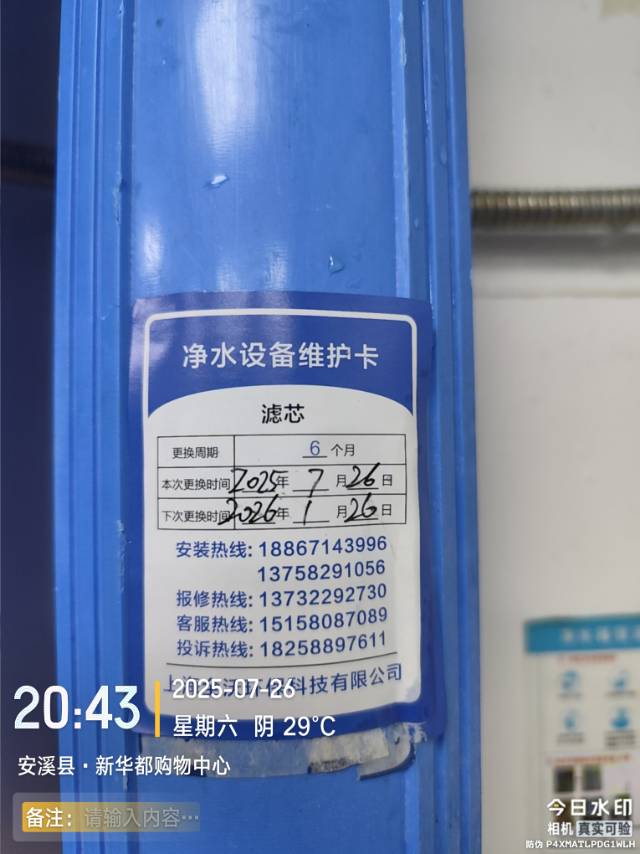 净水设备维护卡
滤芯
更换周期 6 个月
本次更换时间 2025年 7 月 26 日
下次更换时间 2026年 1 月 26 日
安装热线: 18867143996
13758291056
报修热线: 13732292730
客服热线: 15158087089
投诉热线: 18258897611
科技有限公司
20:43
2025-07-26
星期六 阴 29°C
安溪县·新华都购物中心
备注: 请输入内容…
今日水印
相机 真实可验
防伪 P4XMATLPDG1WLH